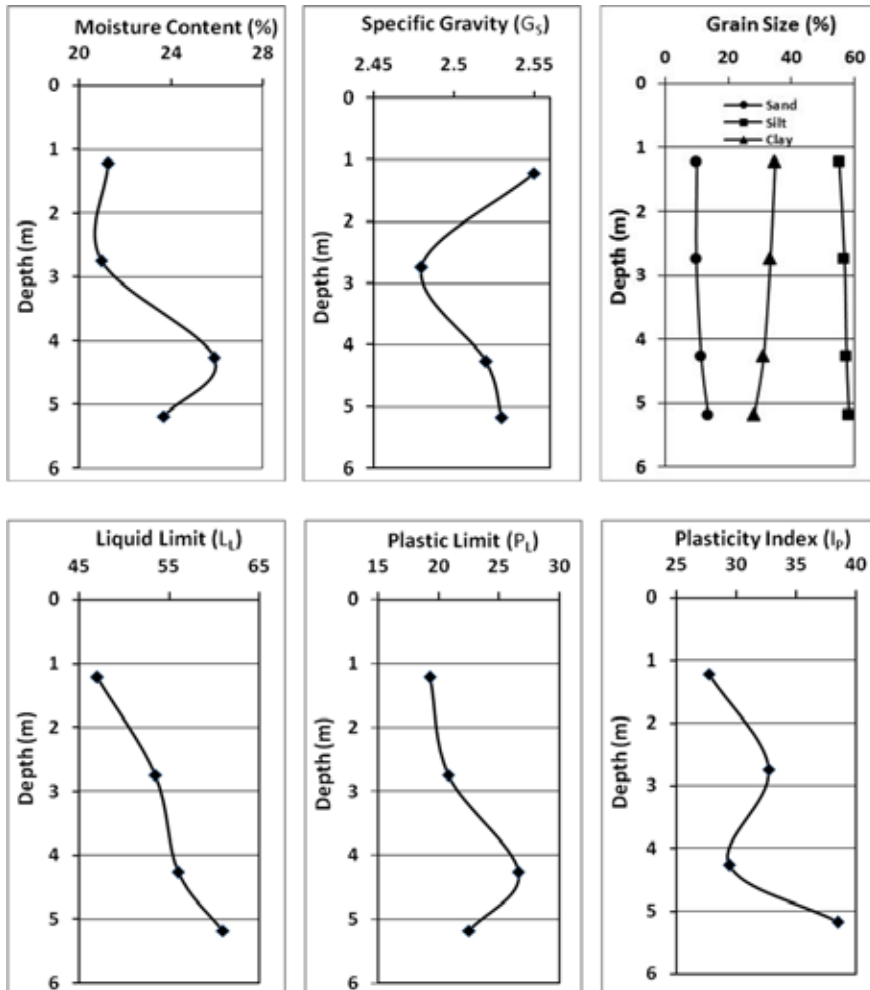 Moisture Content (%)
20 24 28
0
1
2
3
4
5
6
Depth (m)
Specific Gravity (GS)
2.45 2.5 2.55
0
1
2
3
4
5
6
Depth (m)
Grain Size (%)
0 20 40 60
0
1
2
3
4
5
6
Depth (m)
Sand
Silt
Clay
Liquid Limit (LL)
45 55 65
0
1
2
3
4
5
6
Depth (m)
Plastic Limit (PL)
15 20 25 30
0
1
2
3
4
5
6
Depth (m)
Plasticity Index (IP)
25 30 35 40
0
1
2
3
4
5
6
Depth (m)